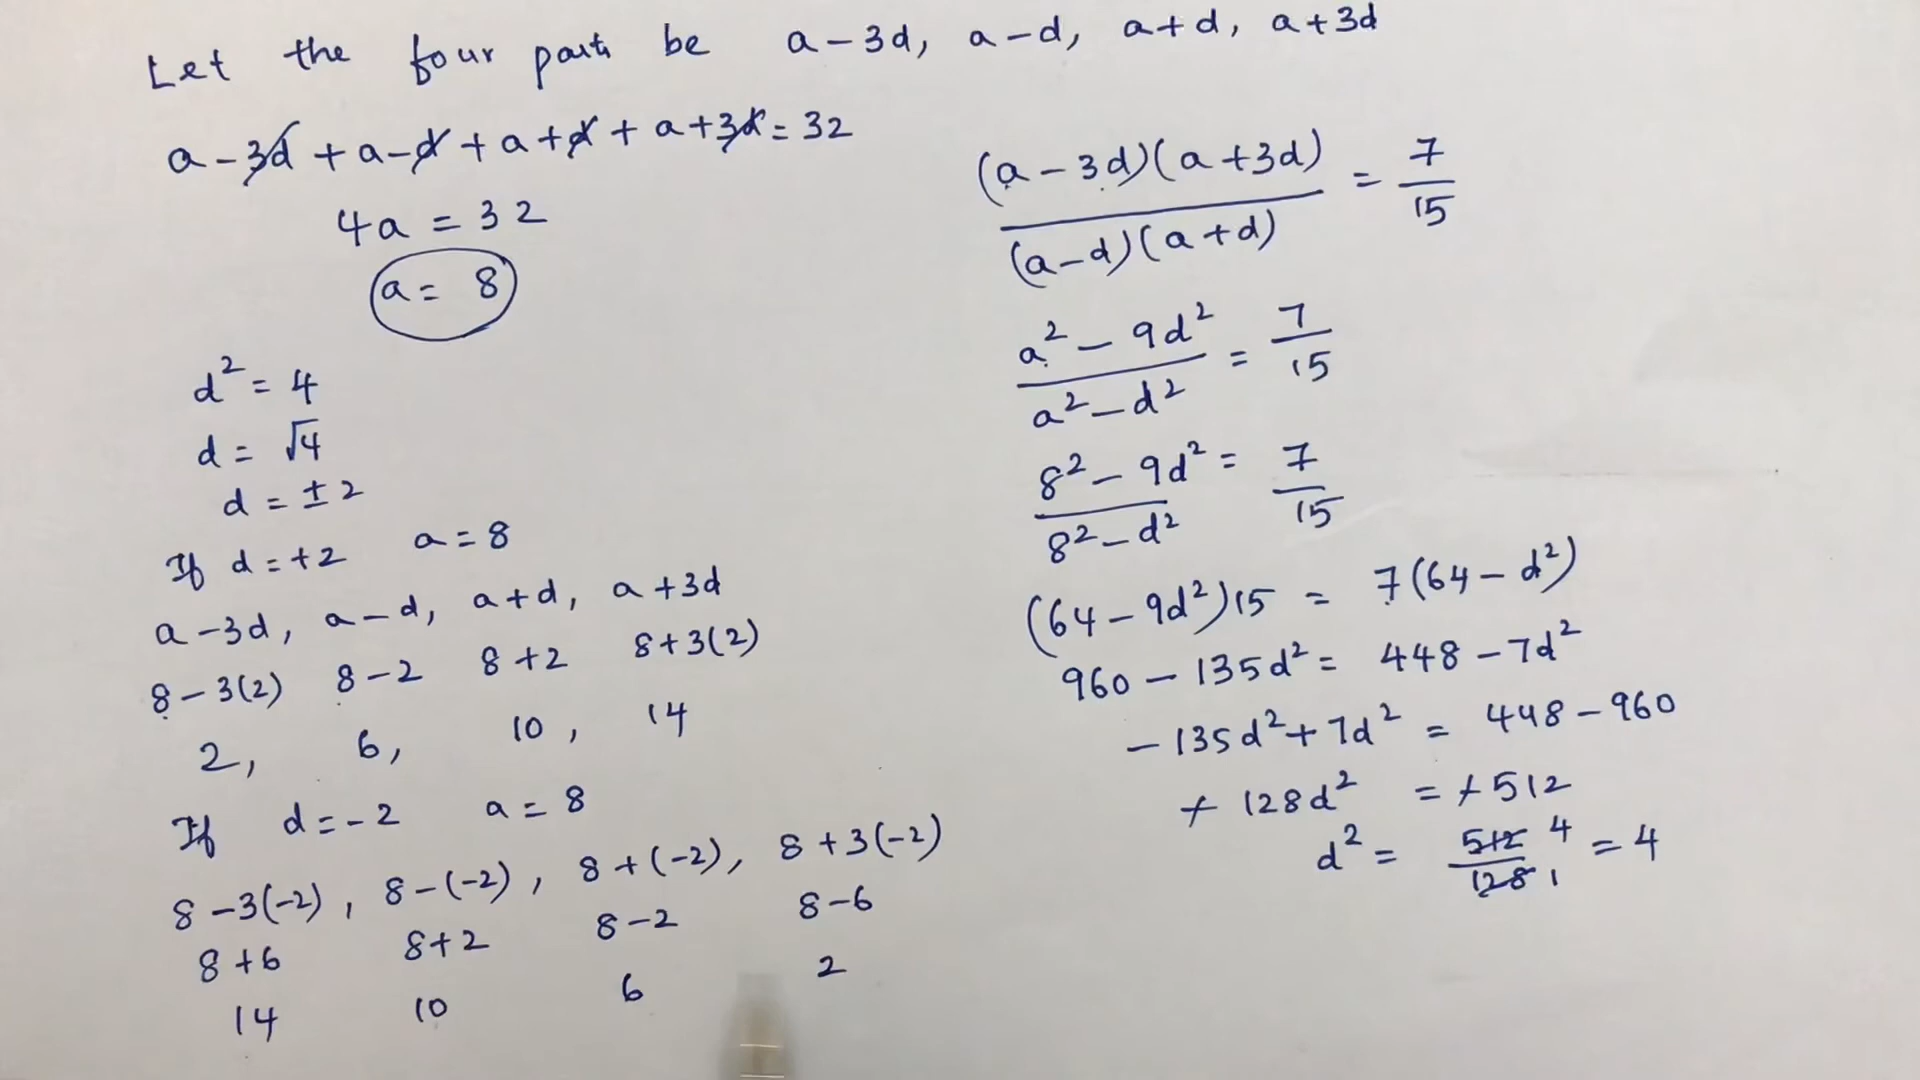 Let the four parts be a-3d, a-d, a+d, a+3d
a-3d + a-d + a+d + a+3d = 32
4a = 32
a = 8
(a-3d)(a+3d) / (a-d)(a+d) = 7/15
a² - 9d² / a² - d² = 7/15
8² - 9d² / 8² - d² = 7/15
(64 - 9d²)15 = 7(64 - d²)
960 - 135d² = 448 - 7d²
-135d² + 7d² = 448 - 960
-128d² = -512
d² = 512/128 4/1 = 4
d² = 4
d = √4
d = ±2
If d = +2 a = 8
a-3d, a-d, a+d, a+3d
8-3(2) 8-2 8+2 8+3(2)
2, 6, 10, 14
If d = -2 a = 8
8-3(-2), 8-(-2), 8+(-2), 8+3(-2)
8+6 8+2 8-2 8-6
14 10 6 2